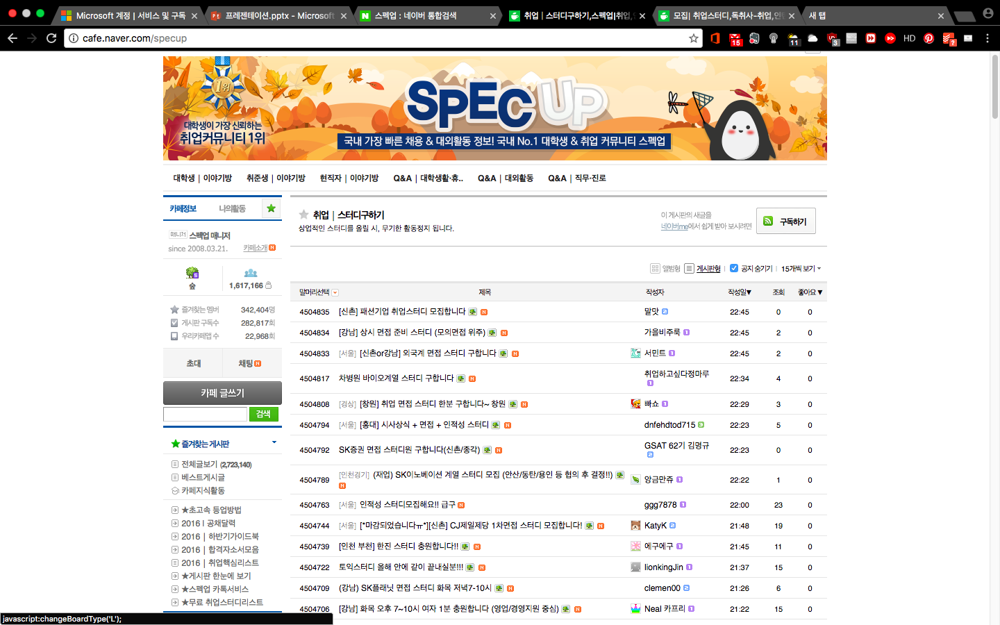 Microsoft 계정 | 서비스 및 구독
프레젠테이션.pptx - Microsoft
스펙업 : 네이버 통합검색
취업 | 스터디구하기,스펙업|취업,
모집| 취업스터디,독취사-취업,인
새 탭
cafe.naver.com/specup
15
11
3
HD
?
1위
대학생이 가장 신뢰하는
취업커뮤니티 1위
SPEC UP
국내 가장 빠른 채용 & 대외활동 정보! 국내 No.1 대학생 & 취업 커뮤니티 스펙업
대학생 | 이야기방 취준생 | 이야기방 현직자 | 이야기방 Q&A | 대학생활·휴.. Q&A | 대외활동 Q&A | 직무·진로
카페정보 나의활동
매니저 스펙업 매니저
since 2008.03.21. 카페소개 N
숲 1,617,166
즐겨찾는 멤버 342,404명
게시판 구독수 282,817회
우리카페앱 수 22,968회
초대 채팅 N
카페 글쓰기
검색
즐겨찾는 게시판
전체글보기 (2,723,140)
베스트게시글
카페지식활동
★초고속 등업방법
2016 l 공채달력
2016 | 하반기가이드북
2016 | 합격자소서모음
2016 | 취업핵심리스트
★게시판 한눈에 보기
★스펙업 카톡서비스
★무료 취업스터디리스트
javascript:changeBoardType('L');
취업 | 스터디구하기
상업적인 스터디를 올릴 시, 무기한 활동정지 됩니다.
이 게시판의 새글을
네이버me에서 쉽게 받아 보시려면
구독하기
앨범형 게시판형 | 공지 숨기기 | 15개씩 보기
말머리선택 제목 작성자 작성일▼ 조회 좋아요 ▼
4504835 [신촌] 패션기업 취업스터디 모집합니다 N 말맛 2 22:45 0 0
4504834 [강남] 상시 면접 준비 스터디 (모의면접 위주) N 가을비주룩 1 22:45 2 0
4504833 [서울] [신촌or강남] 외국계 면접 스터디 구합니다 N 서민트 1 22:45 2 0
4504817 차병원 바이오계열 스터디 구합니다 N 취업하고싶다정마루 1 22:34 4 0
4504808 [경상] [창원] 취업 면접 스터디 한분 구합니다~ 창원 N 빠쇼 1 22:29 3 0
4504794 [서울] [홍대] 시사상식 + 면접 + 인적성 스터디 N dnfehdtod715 3 22:23 5 0
4504792 SK증권 면접 스터디원 구합니다(신촌/종각) N GSAT 62기 김명규 2 22:23 0 0
4504789 [인천경기] (재업) SK이노베이션 계열 스터디 모집 (안산/동탄/용인 등 협의 후 결정!!) N 앙금만쥬 1 22:22 1 0
4504763 [서울] 인적성 스터디모집해요!! 급구 N ggg7878 1 22:00 23 0
4504744 [서울] [*마감되었습니다ㅠ*][신촌] CJ제일제당 1차면접 스터디 모집합니다! N KatyK 2 21:48 19 0
4504739 [인천 부천] 한진 스터디 충원합니다!! N 에구에구 1 21:45 11 0
4504722 토익스터디 올해 안에 같이 끝내실분!!! N lionkingJin 1 21:37 15 0
4504709 (강남) SK플래닛 면접 스터디 화목 저녁7-10시 N clemen00 2 21:26 6 0
4504706 [강남] 화목 오후 7~10시 여자 1분 충원합니다 (영업/경영지원 중심) N Neal 카프리 1 21:22 15 0